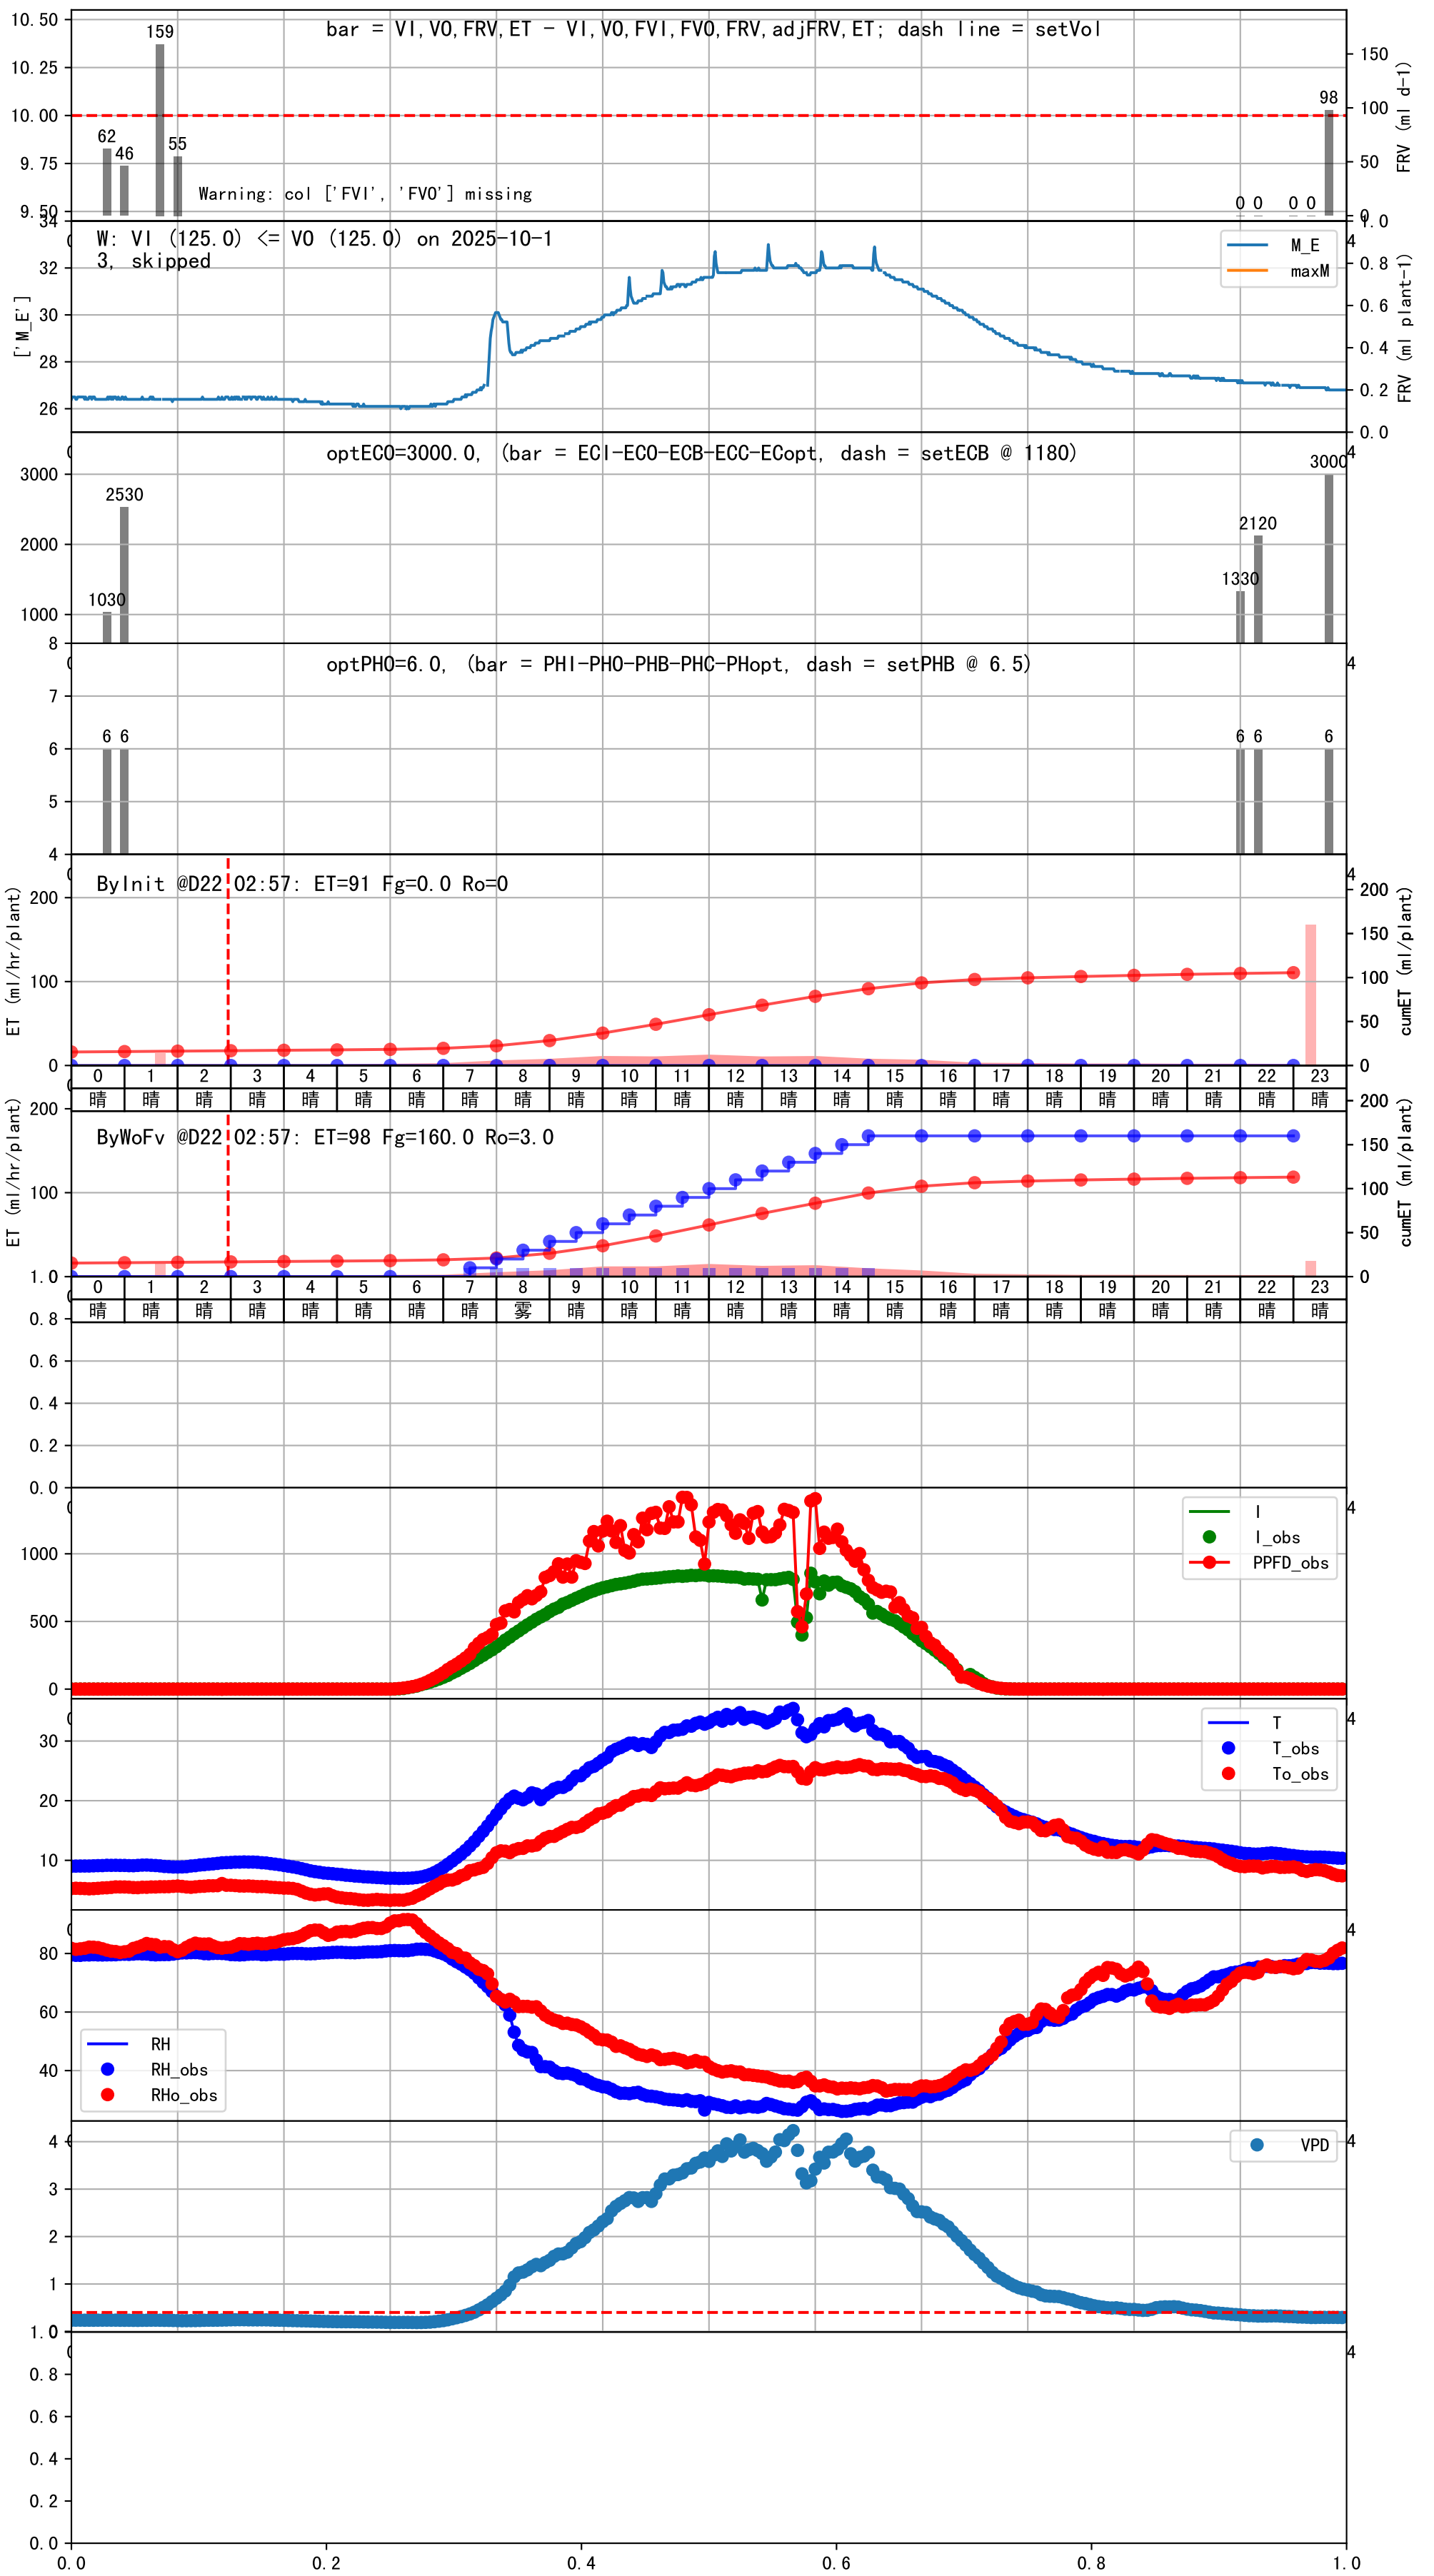 bar = VI,VO,FRV,ET - VI,VO,FVI,FVO,FRV,adjFRV,ET; dash line = setVol
10.50
10.25
10.00
9.75
9.50
159
62
46
55
98
0 0 0 0
Warning: col ['FVI', 'FVO'] missing
150
100
50
0
FRV (ml d-1)
W: VI (125.0) <= VO (125.0) on 2025-10-1
3, skipped
34
32
30
28
26
['M_E']
M_E
maxM
1.0
0.8
0.6
0.4
0.2
0.0
FRV (ml plant-1)
4
optECO=3000.0, (bar = ECI-ECO-ECB-ECC-ECopt, dash = setECB @ 1180)
3000
2000
1000
1030
2530
1330
2120
3000
4
optPHO=6.0, (bar = PHI-PHO-PHB-PHC-PHopt, dash = setPHB @ 6.5)
8
7
6
5
4
6 6 6 6 6
4
ByInit @D22 02:57: ET=91 Fg=0.0 Ro=0
200
100
0
ET (ml/hr/plant)
4
200
150
100
50
0
cumET (ml/plant)
0 1 2 3 4 5 6 7 8 9 10 11 12 13 14 15 16 17 18 19 20 21 22 23
晴 晴 晴 晴 晴 晴 晴 晴 晴 晴 晴 晴 晴 晴 晴 晴 晴 晴 晴 晴 晴 晴 晴 晴
ByWoFv @D22 02:57: ET=98 Fg=160.0 Ro=3.0
200
100
ET (ml/hr/plant)
200
150
100
50
0
cumET (ml/plant)
0 1 2 3 4 5 6 7 8 9 10 11 12 13 14 15 16 17 18 19 20 21 22 23
晴 晴 晴 晴 晴 晴 晴 晴 雾 晴 晴 晴 晴 晴 晴 晴 晴 晴 晴 晴 晴 晴 晴 晴
1.0
0.8
0.6
0.4
0.2
0.0
4
1000
500
0
I
I_obs
PPFD_obs
4
30
20
10
T
T_obs
To_obs
4
80
60
40
RH
RH_obs
RHo_obs
4
4
3
2
1
0
VPD
4
1.0
0.8
0.6
0.4
0.2
0.0
4
0.0 0.2 0.4 0.6 0.8 1.0